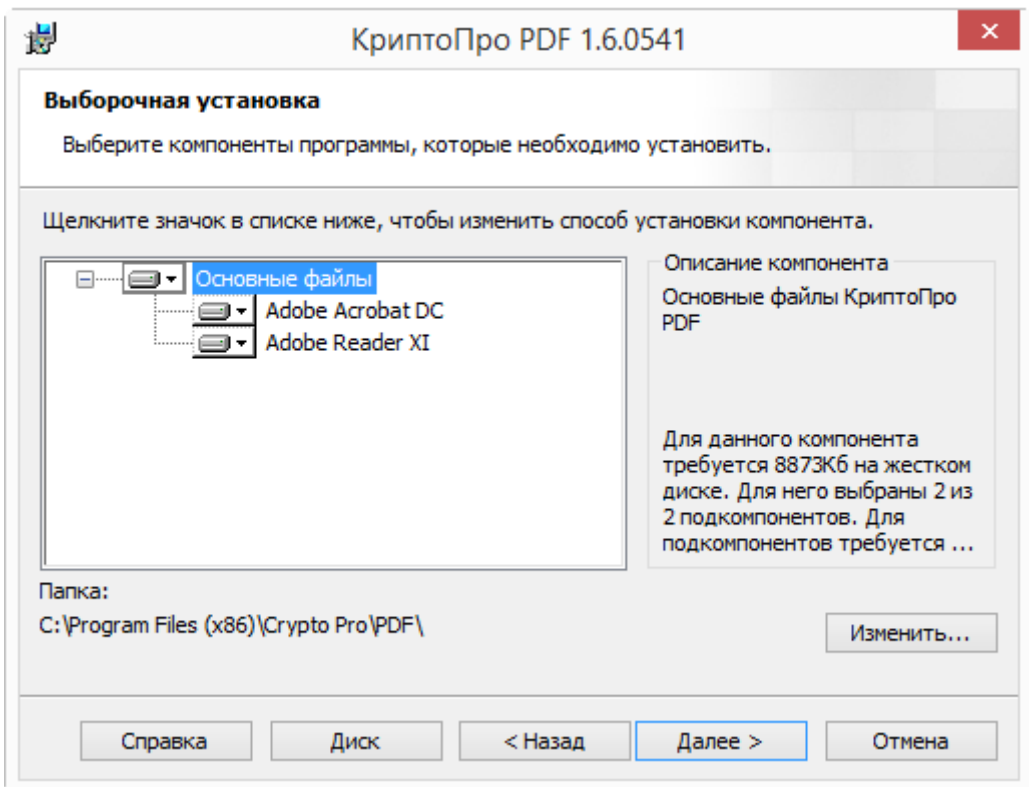 КриптоПро PDF 1.6.0541
Выборочная установка
Выберите компоненты программы, которые необходимо установить.
Щелкните значок в списке ниже, чтобы изменить способ установки компонента.
Основные файлы
Adobe Acrobat DC
Adobe Reader XI
Описание компонента
Основные файлы КриптоПро
PDF
Для данного компонента
требуется 8873Кб на жестком
диске. Для него выбраны 2 из
2 подкомпонентов. Для
подкомпонентов требуется ...
Папка:
C:\Program Files (x86)\Crypto Pro\PDF\
Изменить...
Справка
Диск
< Назад
Далее >
Отмена